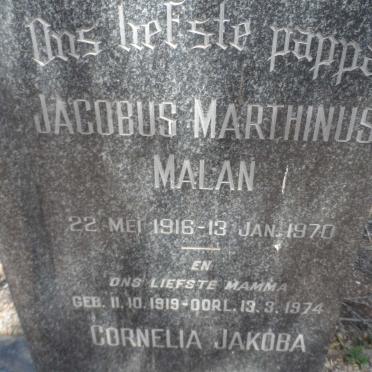 Ons liefste pappa
JACOBUS MARTHINUS
MALAN
22 MEI 1916-13 JAN. 1970
EN
ONS LIEFSTE MAMMA
GEB. 11. 10. 1919-OORL. 13. 3. 1974
CORNELIA JAKOBA